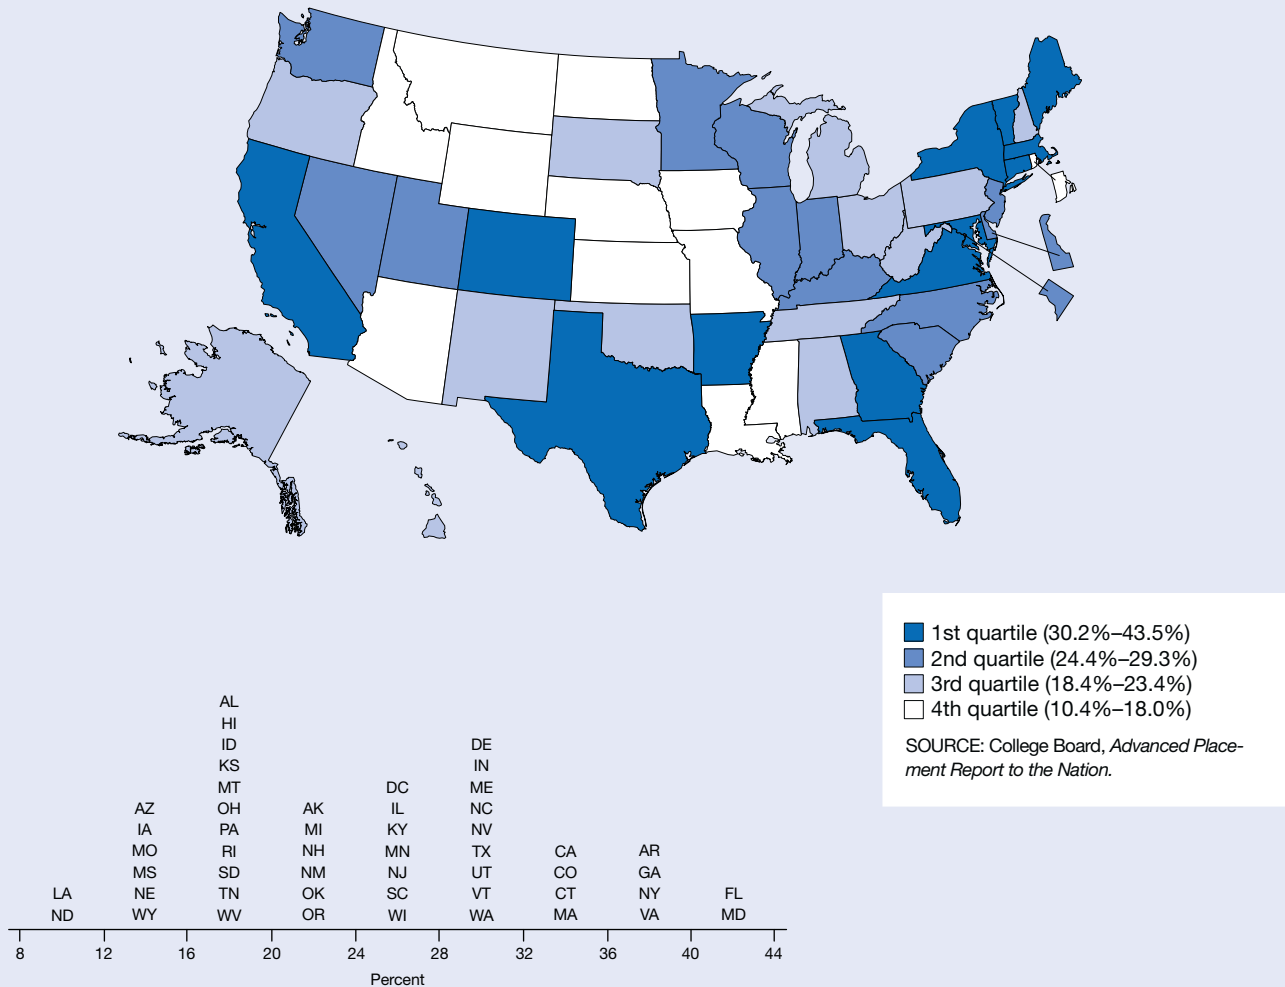 1st quartile (30.2%–43.5%)
2nd quartile (24.4%–29.3%)
3rd quartile (18.4%–23.4%)
4th quartile (10.4%–18.0%)
SOURCE: College Board, Advanced Place-
ment Report to the Nation.
AL
HI
ID
KS
MT
OH
PA
RI
SD
TN
WV
AZ
IA
MO
MS
NE
WY
LA
ND
AK
MI
NH
NM
OK
OR
DC
IL
KY
MN
NJ
SC
WI
DE
IN
ME
NC
NV
TX
UT
VT
WA
CA
CO
CT
MA
AR
GA
NY
VA
FL
MD
8 12 16 20 24 28 32 36 40 44
Percent